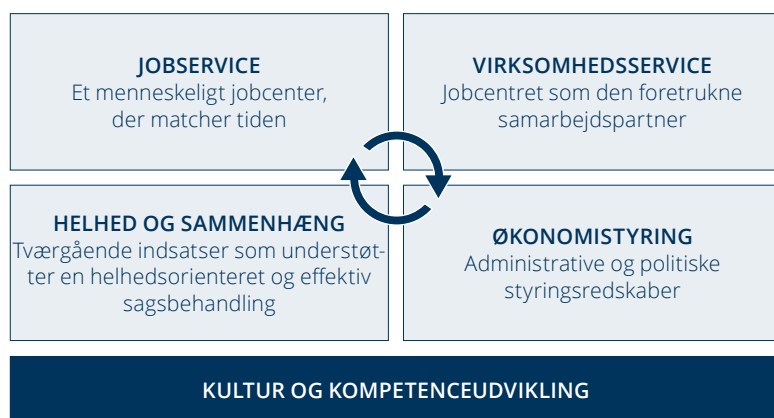 JOBSERVICE
Et menneskeligt jobcenter,
der matcher tiden
VIRKSOMHEDSSERVICE
Jobcentret som den foretrukne
samarbejdspartner
HELHED OG SAMMENHÆNG
Tværgående indsatser som understøt-
ter en helhedsorienteret og effektiv
sagsbehandling
ØKONOMISTYRING
Administrative og politiske
styringsredskaber
KULTUR OG KOMPETENCEUDVIKLING